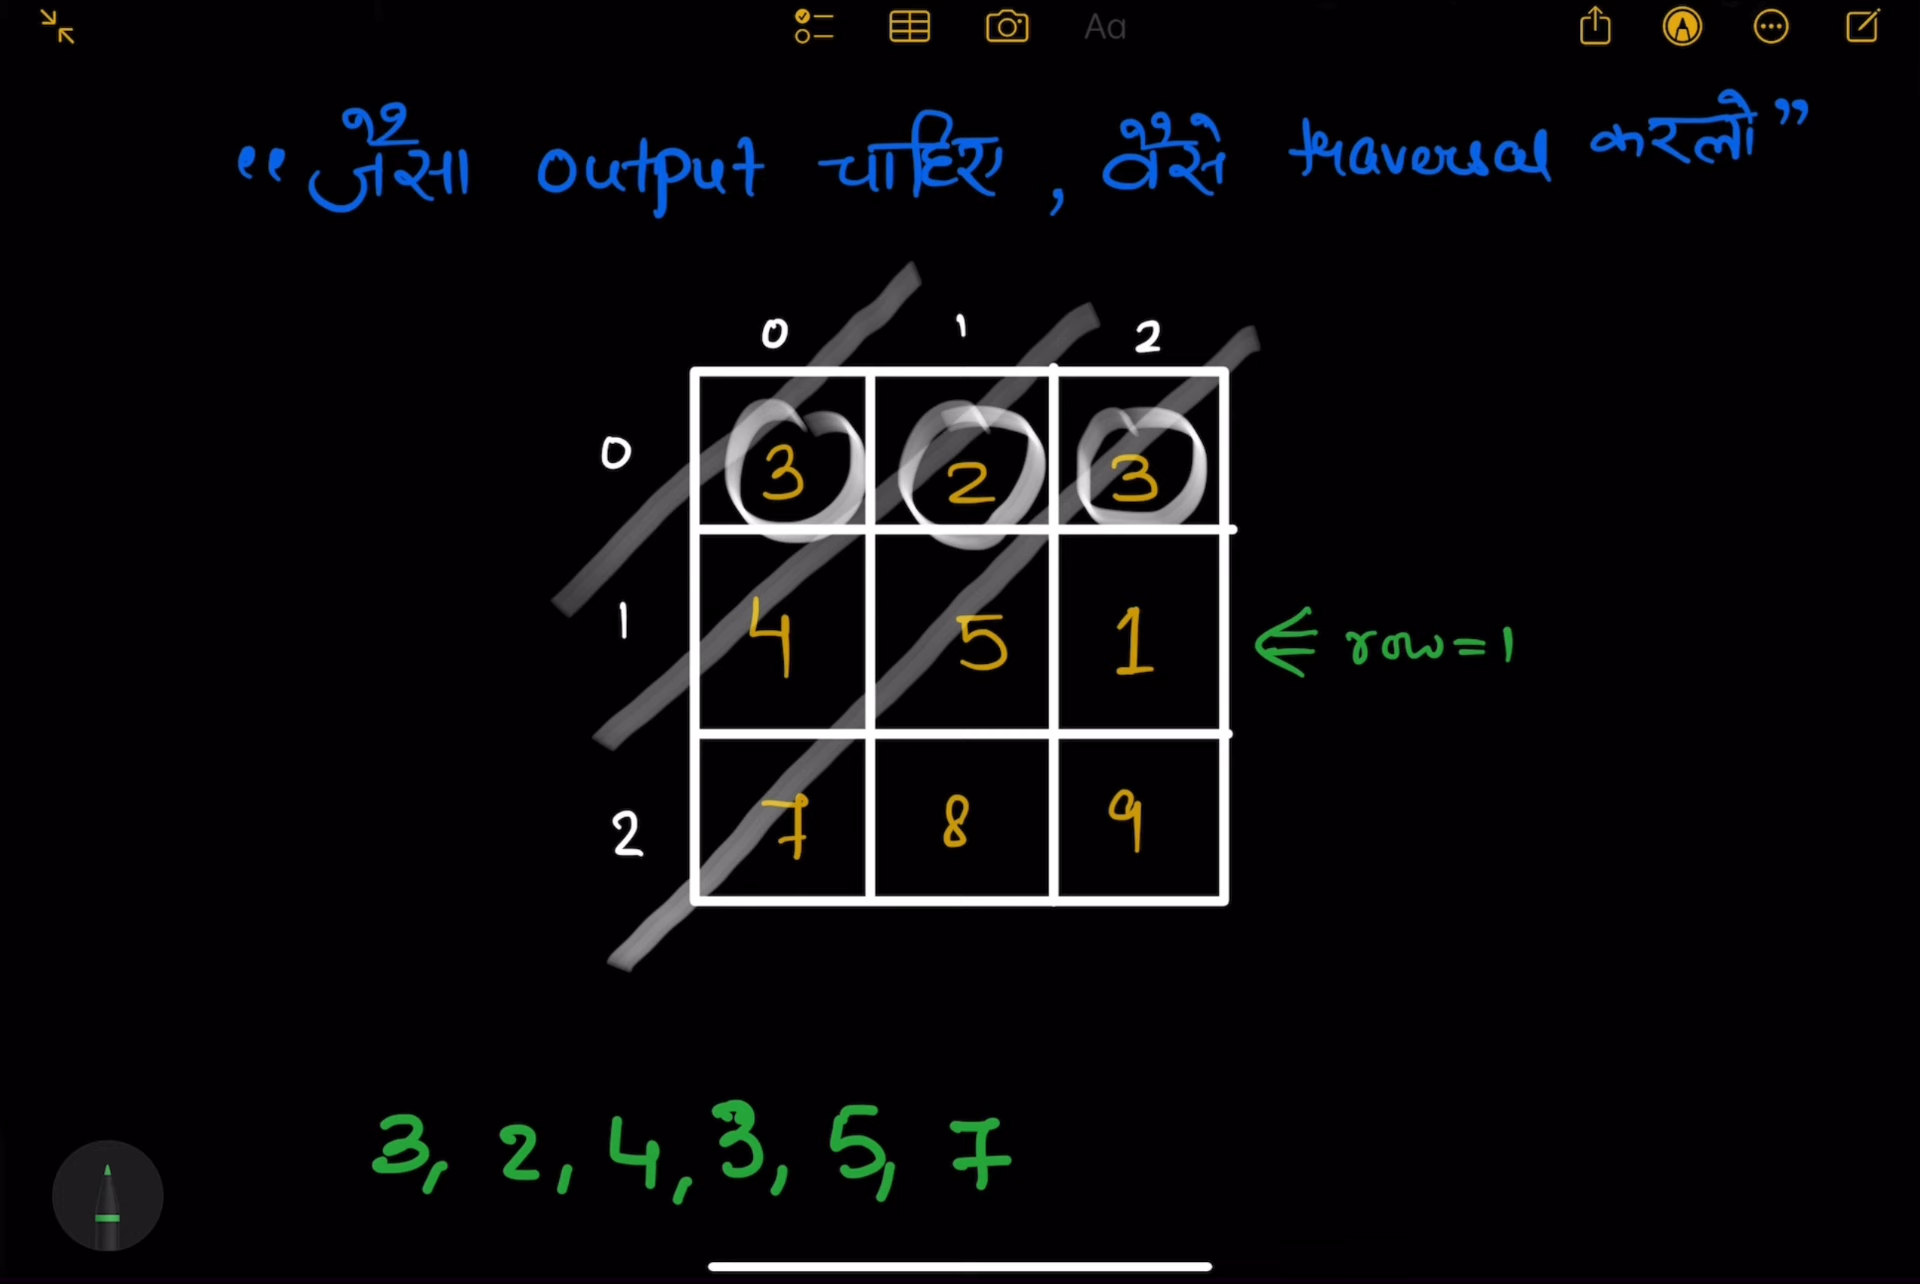 Aa
“जैसा output चाहिए, वैसे traversal करलो”
0 1 2
0 3 2 3
1 4 5 1 ⇐ row=1
2 7 8 9
3, 2, 4, 3, 5, 7